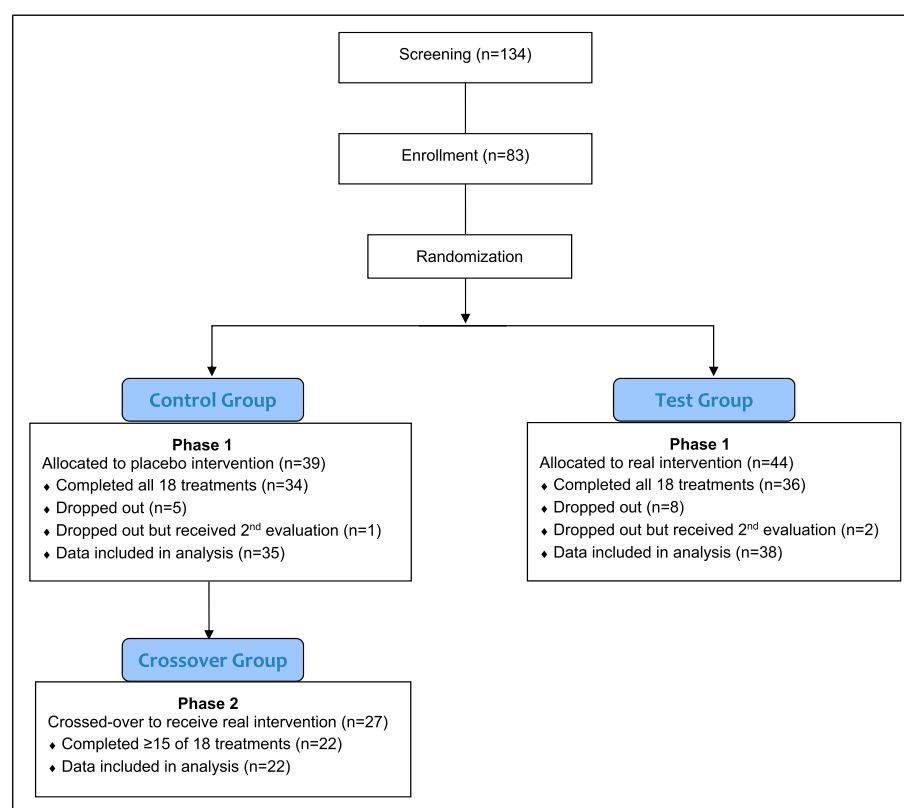 Screening (n=134)
Enrollment (n=83)
Randomization
Control Group
Phase 1
Allocated to placebo intervention (n=39)
♦ Completed all 18 treatments (n=34)
♦ Dropped out (n=5)
♦ Dropped out but received 2nd evaluation (n=1)
♦ Data included in analysis (n=35)
Test Group
Phase 1
Allocated to real intervention (n=44)
♦ Completed all 18 treatments (n=36)
♦ Dropped out (n=8)
♦ Dropped out but received 2nd evaluation (n=2)
♦ Data included in analysis (n=38)
Crossover Group
Phase 2
Crossed-over to receive real intervention (n=27)
♦ Completed ≥15 of 18 treatments (n=22)
♦ Data included in analysis (n=22)